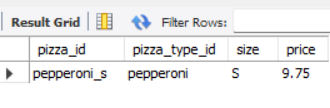 Result Grid Filter Rows:
pizza_id pizza_type_id size price
pepperoni_s pepperoni S 9.75